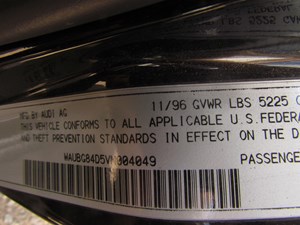 MFG BY AUDI AG 11/96 GVWR LBS 5225
THIS VEHICLE CONFORMS TO ALL APPLICABLE U.S.FEDERA
AND THEFT PREVENTION STANDARDS IN EFFECT ON THE D
WAUBG84D5VN004049 PASSENGE